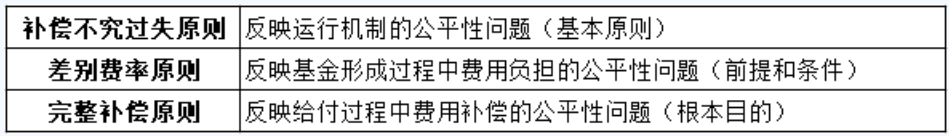 补偿不究过失原则 反映运行机制的公平性问题（基本原则）
差别费率原则 反映基金形成过程中费用负担的公平性问题（前提和条件）
完整补偿原则 反映给付过程中费用补偿的公平性问题（根本目的）